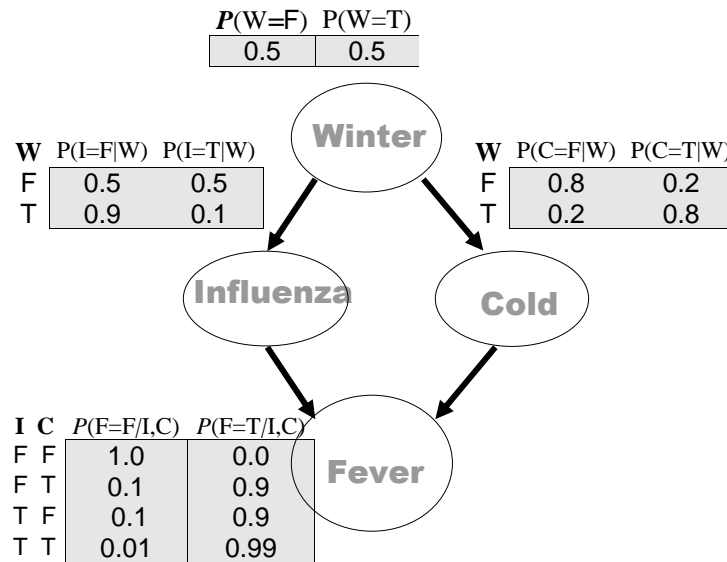 P(W=F) P(W=T)
0.5 0.5
Winter
W P(I=F|W) P(I=T|W)
F 0.5 0.5
T 0.9 0.1
W P(C=F|W) P(C=T|W)
F 0.8 0.2
T 0.2 0.8
Influenza
Cold
I C P(F=F/I,C) P(F=T/I,C)
F F 1.0 0.0
F T 0.1 0.9
T F 0.1 0.9
T T 0.01 0.99
Fever